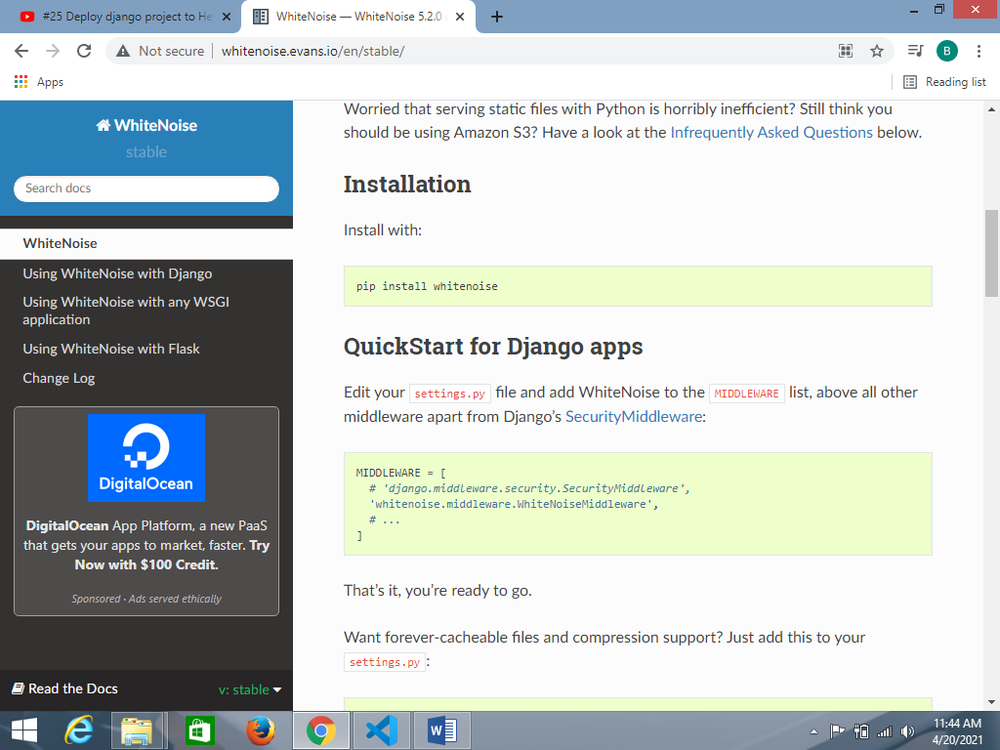 #25 Deploy django project to He
WhiteNoise — WhiteNoise 5.2.0
Not secure
whitenoise.evans.io/en/stable/
B
Apps
Reading list
WhiteNoise
stable
Search docs
WhiteNoise
Using WhiteNoise with Django
Using WhiteNoise with any WSGI
application
Using WhiteNoise with Flask
Change Log
DigitalOcean
DigitalOcean App Platform, a new PaaS
that gets your apps to market, faster. Try
Now with $100 Credit.
Sponsored · Ads served ethically
Read the Docs
v: stable
Worried that serving static files with Python is horribly inefficient? Still think you
should be using Amazon S3? Have a look at the Infrequently Asked Questions below.
Installation
Install with:
pip install whitenoise
QuickStart for Django apps
Edit your settings.py file and add WhiteNoise to the MIDDLEWARE list, above all other
middleware apart from Django's SecurityMiddleware:
MIDDLEWARE = [
# 'django.middleware.security.SecurityMiddleware',
'whitenoise.middleware.WhiteNoiseMiddleware',
# ...
]
That's it, you're ready to go.
Want forever-cacheable files and compression support? Just add this to your
settings.py:
11:44 AM
4/20/2021